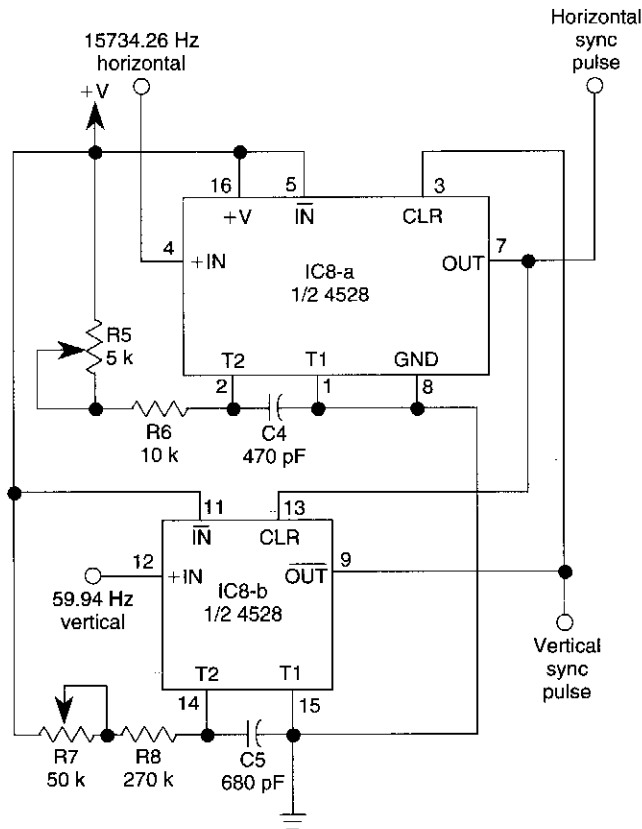 Horizontal
sync
pulse
15734.26 Hz
horizontal
+V
16
5
3
+V
IN
CLR
4
+IN
IC8-a
1/2 4528
OUT
7
R5
5 k
T2
T1
GND
2
1
8
R6
10 k
C4
470 pF
11
13
IN
CLR
12
+IN
OUT
9
IC8-b
1/2 4528
59.94 Hz
vertical
T2
T1
14
15
Vertical
sync
pulse
R7
50 k
R8
270 k
C5
680 pF